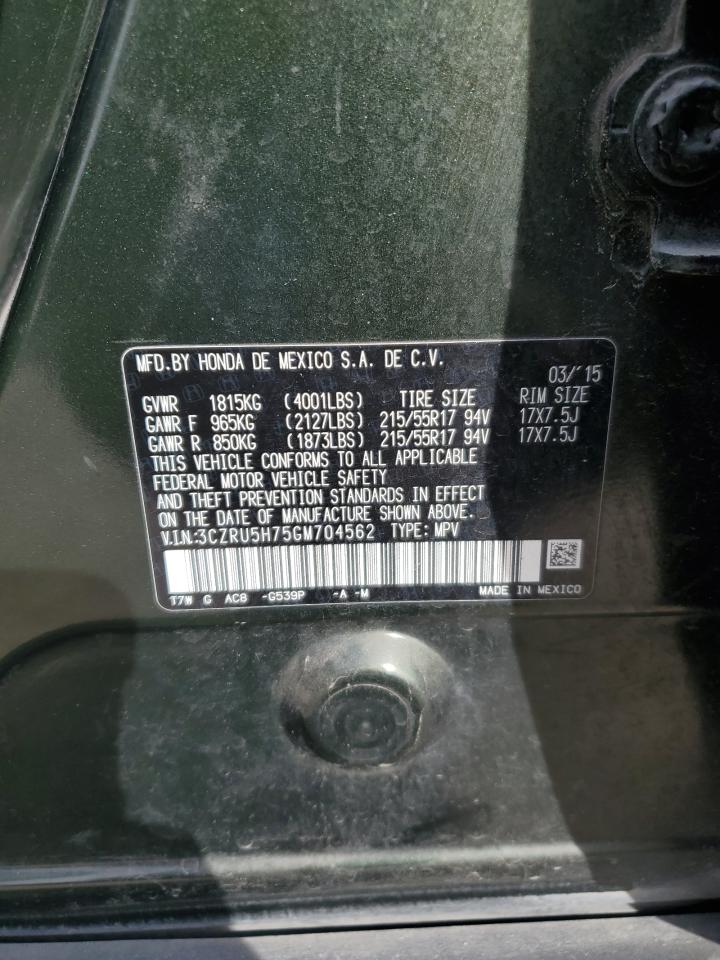 MFD.BY HONDA DE MEXICO S.A. DE C.V.
03/'15
GVWR 1815KG (4001LBS) TIRE SIZE RIM SIZE
GAWR F 965KG (2127LBS) 215/55R17 94V 17X7.5J
GAWR R 850KG (1873LBS) 215/55R17 94V 17X7.5J
THIS VEHICLE CONFORMS TO ALL APPLICABLE
FEDERAL MOTOR VEHICLE SAFETY
AND THEFT PREVENTION STANDARDS IN EFFECT
ON THE DATE OF MANUFACTURE SHOWN ABOVE.
V.I.N.:3CZRU5H75GM704562 TYPE: MPV
T7W G AC8 -G539P -A -M MADE IN MEXICO